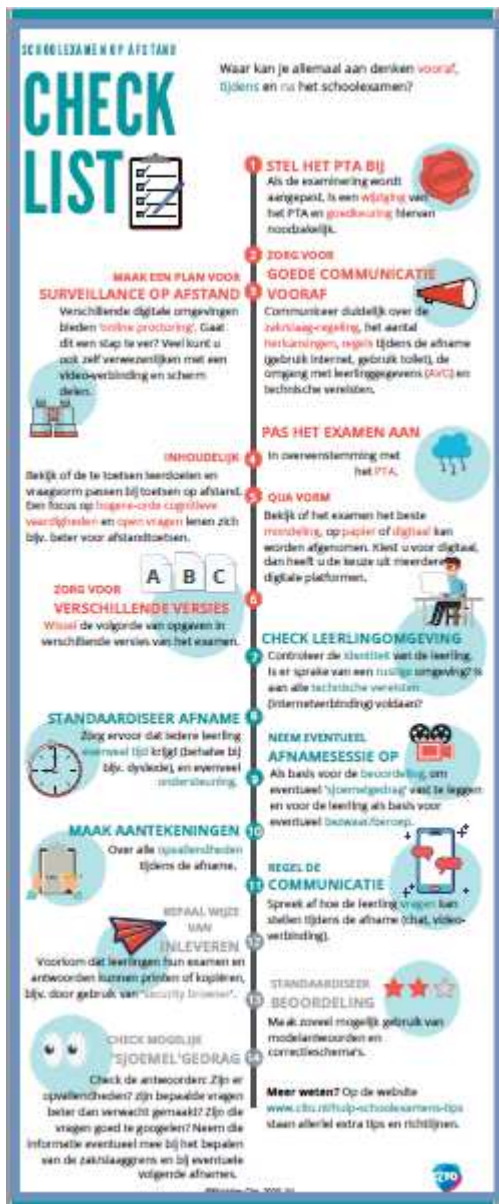 SCHOOLEXAMEN OP AFSTAND
CHECK
LIST
Waar kan je allemaal aan denken vooraf,
tijdens en na het schoolexamen?
1
STEL HET PTA BIJ
Als de examinering wordt
aangepast, is een wijziging van
het PTA en goedkeuring hiervan
noodzakelijk.
2
ZORG VOOR
GOEDE COMMUNICATIE
VOORAF
Communiceer duidelijk over de
zak/slaag-regeling, het aantal
herkansingen, regels tijdens de afname
(gebruik internet, gebruik toilet), de
omgang met leerlinggegevens (AVG) en
technische vereisten.
3
MAAK EEN PLAN VOOR
SURVEILLANCE OP AFSTAND
Verschillende digitale omgevingen
bieden 'online proctoring'. Gaat
dit een stap te ver? Veel kunt u
ook zelf verwezenlijken met een
video-verbinding en scherm
delen.
PAS HET EXAMEN AAN
In overeenstemming met
het PTA.
4
INHOUDELIJK
Bekijk of de te toetsen leerdoelen en
vraagvorm passen bij toetsen op afstand.
Een focus op hogere-orde cognitieve
vaardigheden en open vragen lenen zich
bijv. beter voor afstandtoetsen.
5
QUA VORM
Bekijk of het examen het beste
mondeling, op papier of digitaal kan
worden afgenomen. Kiest u voor digitaal,
dan heeft u de keuze uit meerdere
digitale platformen.
A B C
6
ZORG VOOR
VERSCHILLENDE VERSIES
Wissel de volgorde van opgaven in
verschillende versies van het examen.
7
CHECK LEERLINGOMGEVING
Controleer de identiteit van de leerling.
Is er sprake van een rustige omgeving? Is
aan alle technische vereisten
(internetverbinding) voldaan?
8
STANDAARDISEER AFNAME
Zorg ervoor dat iedere leerling
evenveel tijd krijgt (behalve bij
bijv. dyslexie), en evenveel
ondersteuning.
9
NEEM EVENTUEEL
AFNAMESESSIE OP
Als basis voor de beoordeling, om
eventueel 'sjoemelgedrag' vast te leggen
en voor de leerling als basis voor
eventueel bezwaar/beroep.
10
MAAK AANTEKENINGEN
Over alle opvallendheden
tijdens de afname.
11
REGEL DE
COMMUNICATIE
Spreek af hoe de leerling vragen kan
stellen tijdens de afname (chat, video-
verbinding).
12
BEPAAL WIJZE
VAN
INLEVEREN
Voorkom dat leerlingen hun examen en
antwoorden kunnen printen of kopiëren,
bijv. door gebruik van 'security browser'.
13
STANDAARDISEER
BEOORDELING
Maak zoveel mogelijk gebruik van
modelantwoorden en
correctieschema's.
14
CHECK MOGELIJK
'SJOEMEL'GEDRAG
Check de antwoorden: Zijn er
opvallendheden? zijn bepaalde vragen
beter dan verwacht gemaakt? Zijn die
vragen goed te googelen? Neem die
informatie eventueel mee bij het bepalen
van de zak/slaaggrens en bij eventuele
volgende afnames.
Meer weten? Op de website
www.cito.nl/hulp-schoolexamens-tips
staan allerlei extra tips en richtlijnen.
cito